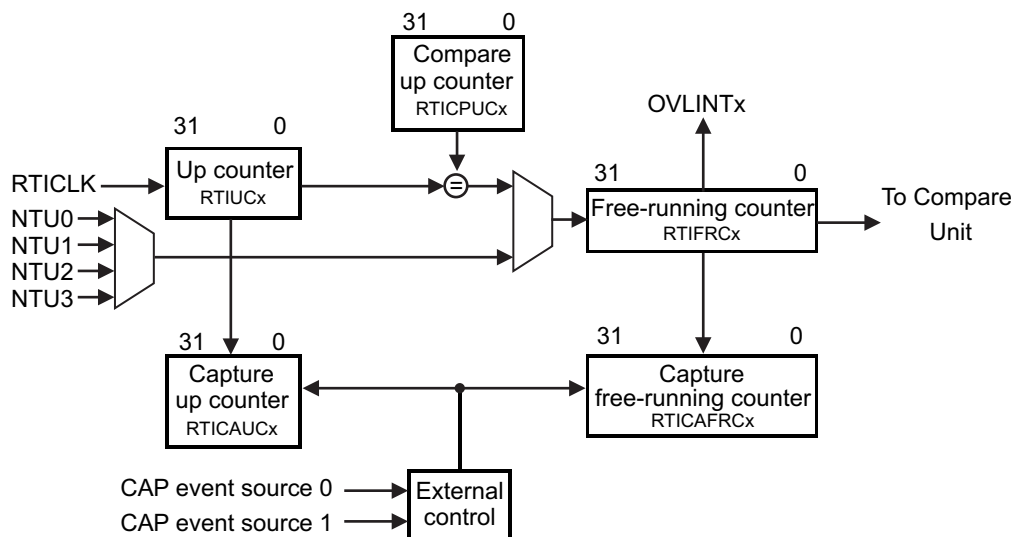 31 0
Compare
up counter
RTICPUCx
OVLINTx
31 0
Up counter
RTIUCx
RTICLK
=
31 0
Free-running counter
RTIFRCx
To Compare
Unit
NTU0
NTU1
NTU2
NTU3
31 0
Capture
up counter
RTICAUCx
31 0
Capture
free-running counter
RTICAFRCx
CAP event source 0
CAP event source 1
External
control